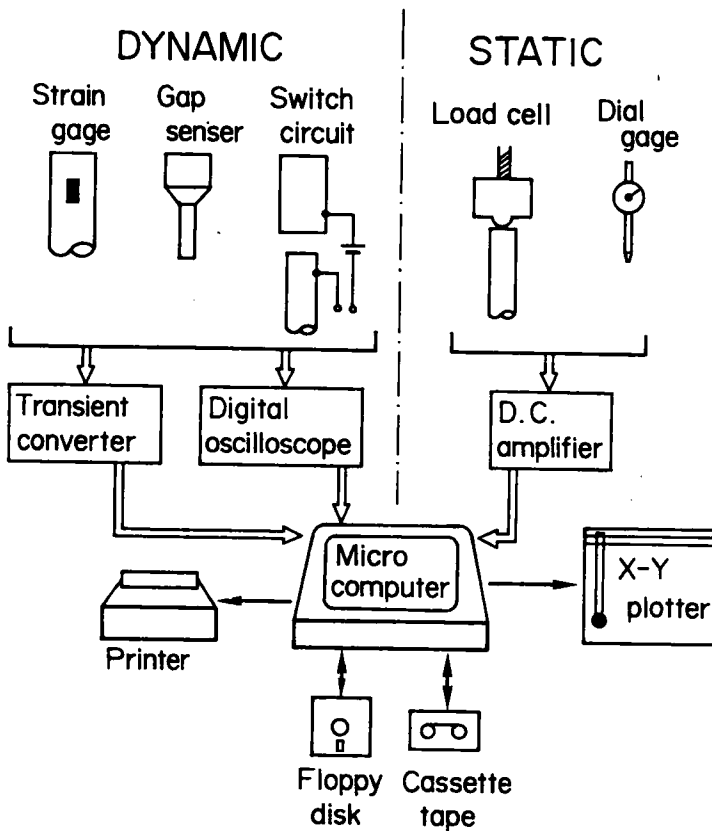 DYNAMIC
STATIC
Strain
gage
Gap
senser
Switch
circuit
Load cell
Dial
gage
Transient
converter
Digital
oscilloscope
D.C.
amplifier
Micro
computer
X-Y
plotter
Printer
Floppy
disk
Cassette
tape